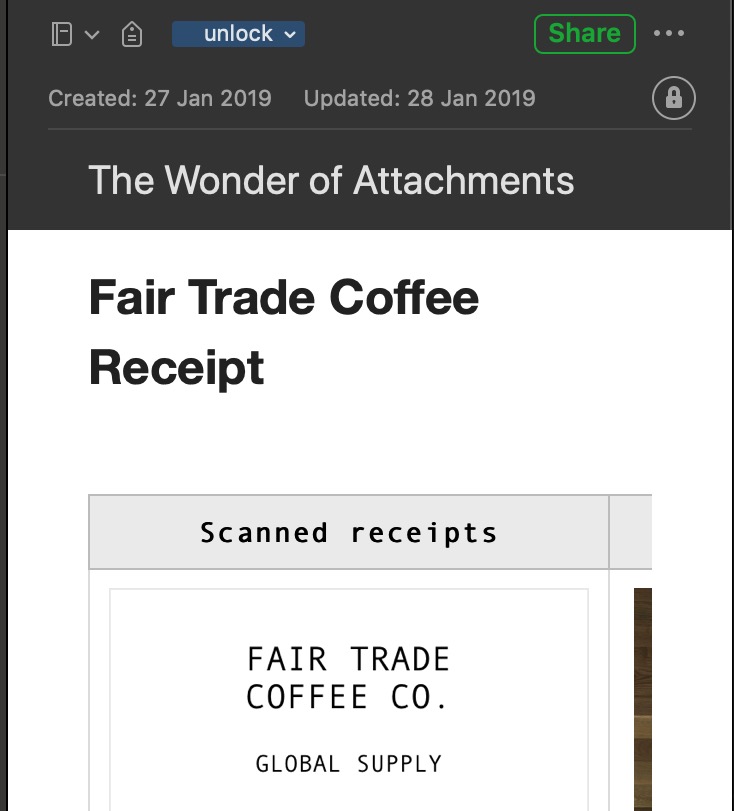 unlock
Share
Created: 27 Jan 2019 Updated: 28 Jan 2019
The Wonder of Attachments
Fair Trade Coffee
Receipt
Scanned receipts
FAIR TRADE
COFFEE CO.
GLOBAL SUPPLY